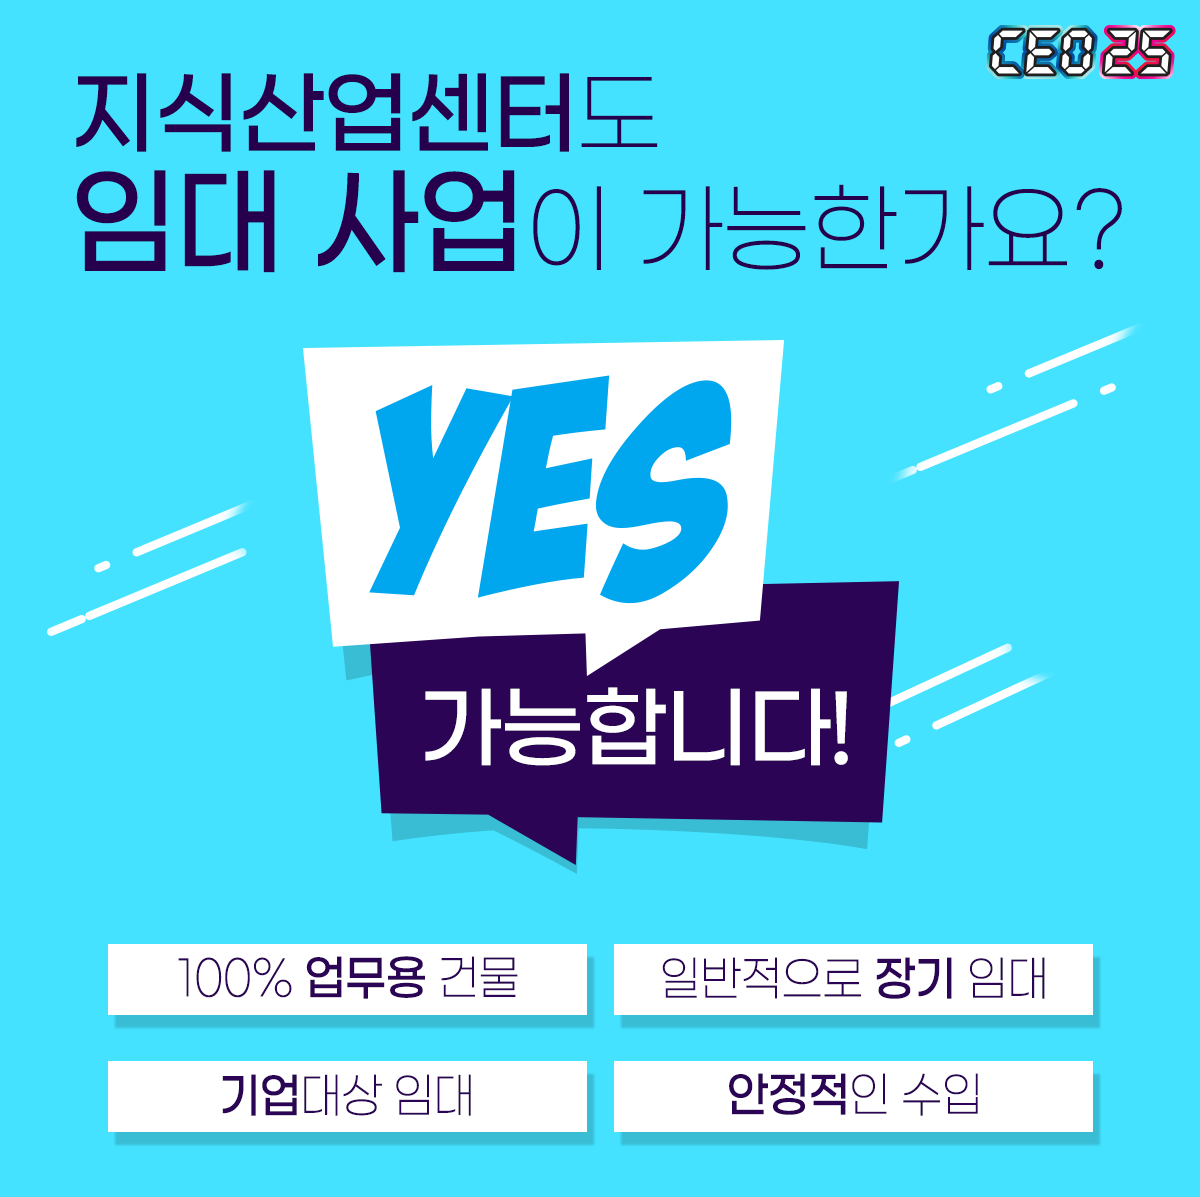 CEO 25
지식산업센터도
임대 사업이 가능한가요?
YES
가능합니다!
100% 업무용 건물
일반적으로 장기 임대
기업대상 임대
안정적인 수입